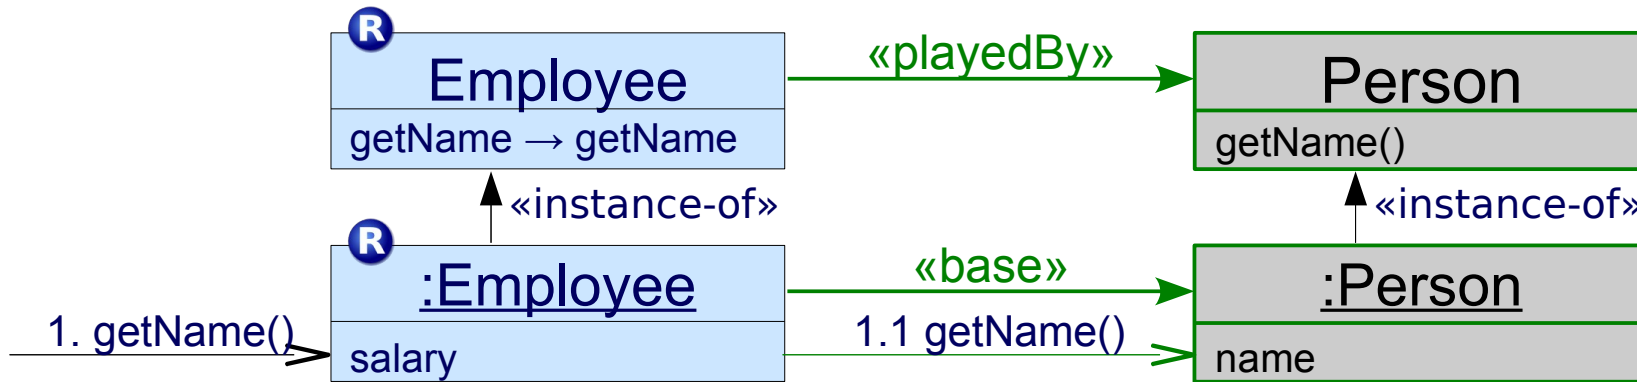 R
Employee
«playedBy»
Person
getName → getName
getName()
«instance-of»
«instance-of»
R
:Employee
«base»
:Person
1. getName()
salary
1.1 getName()
name